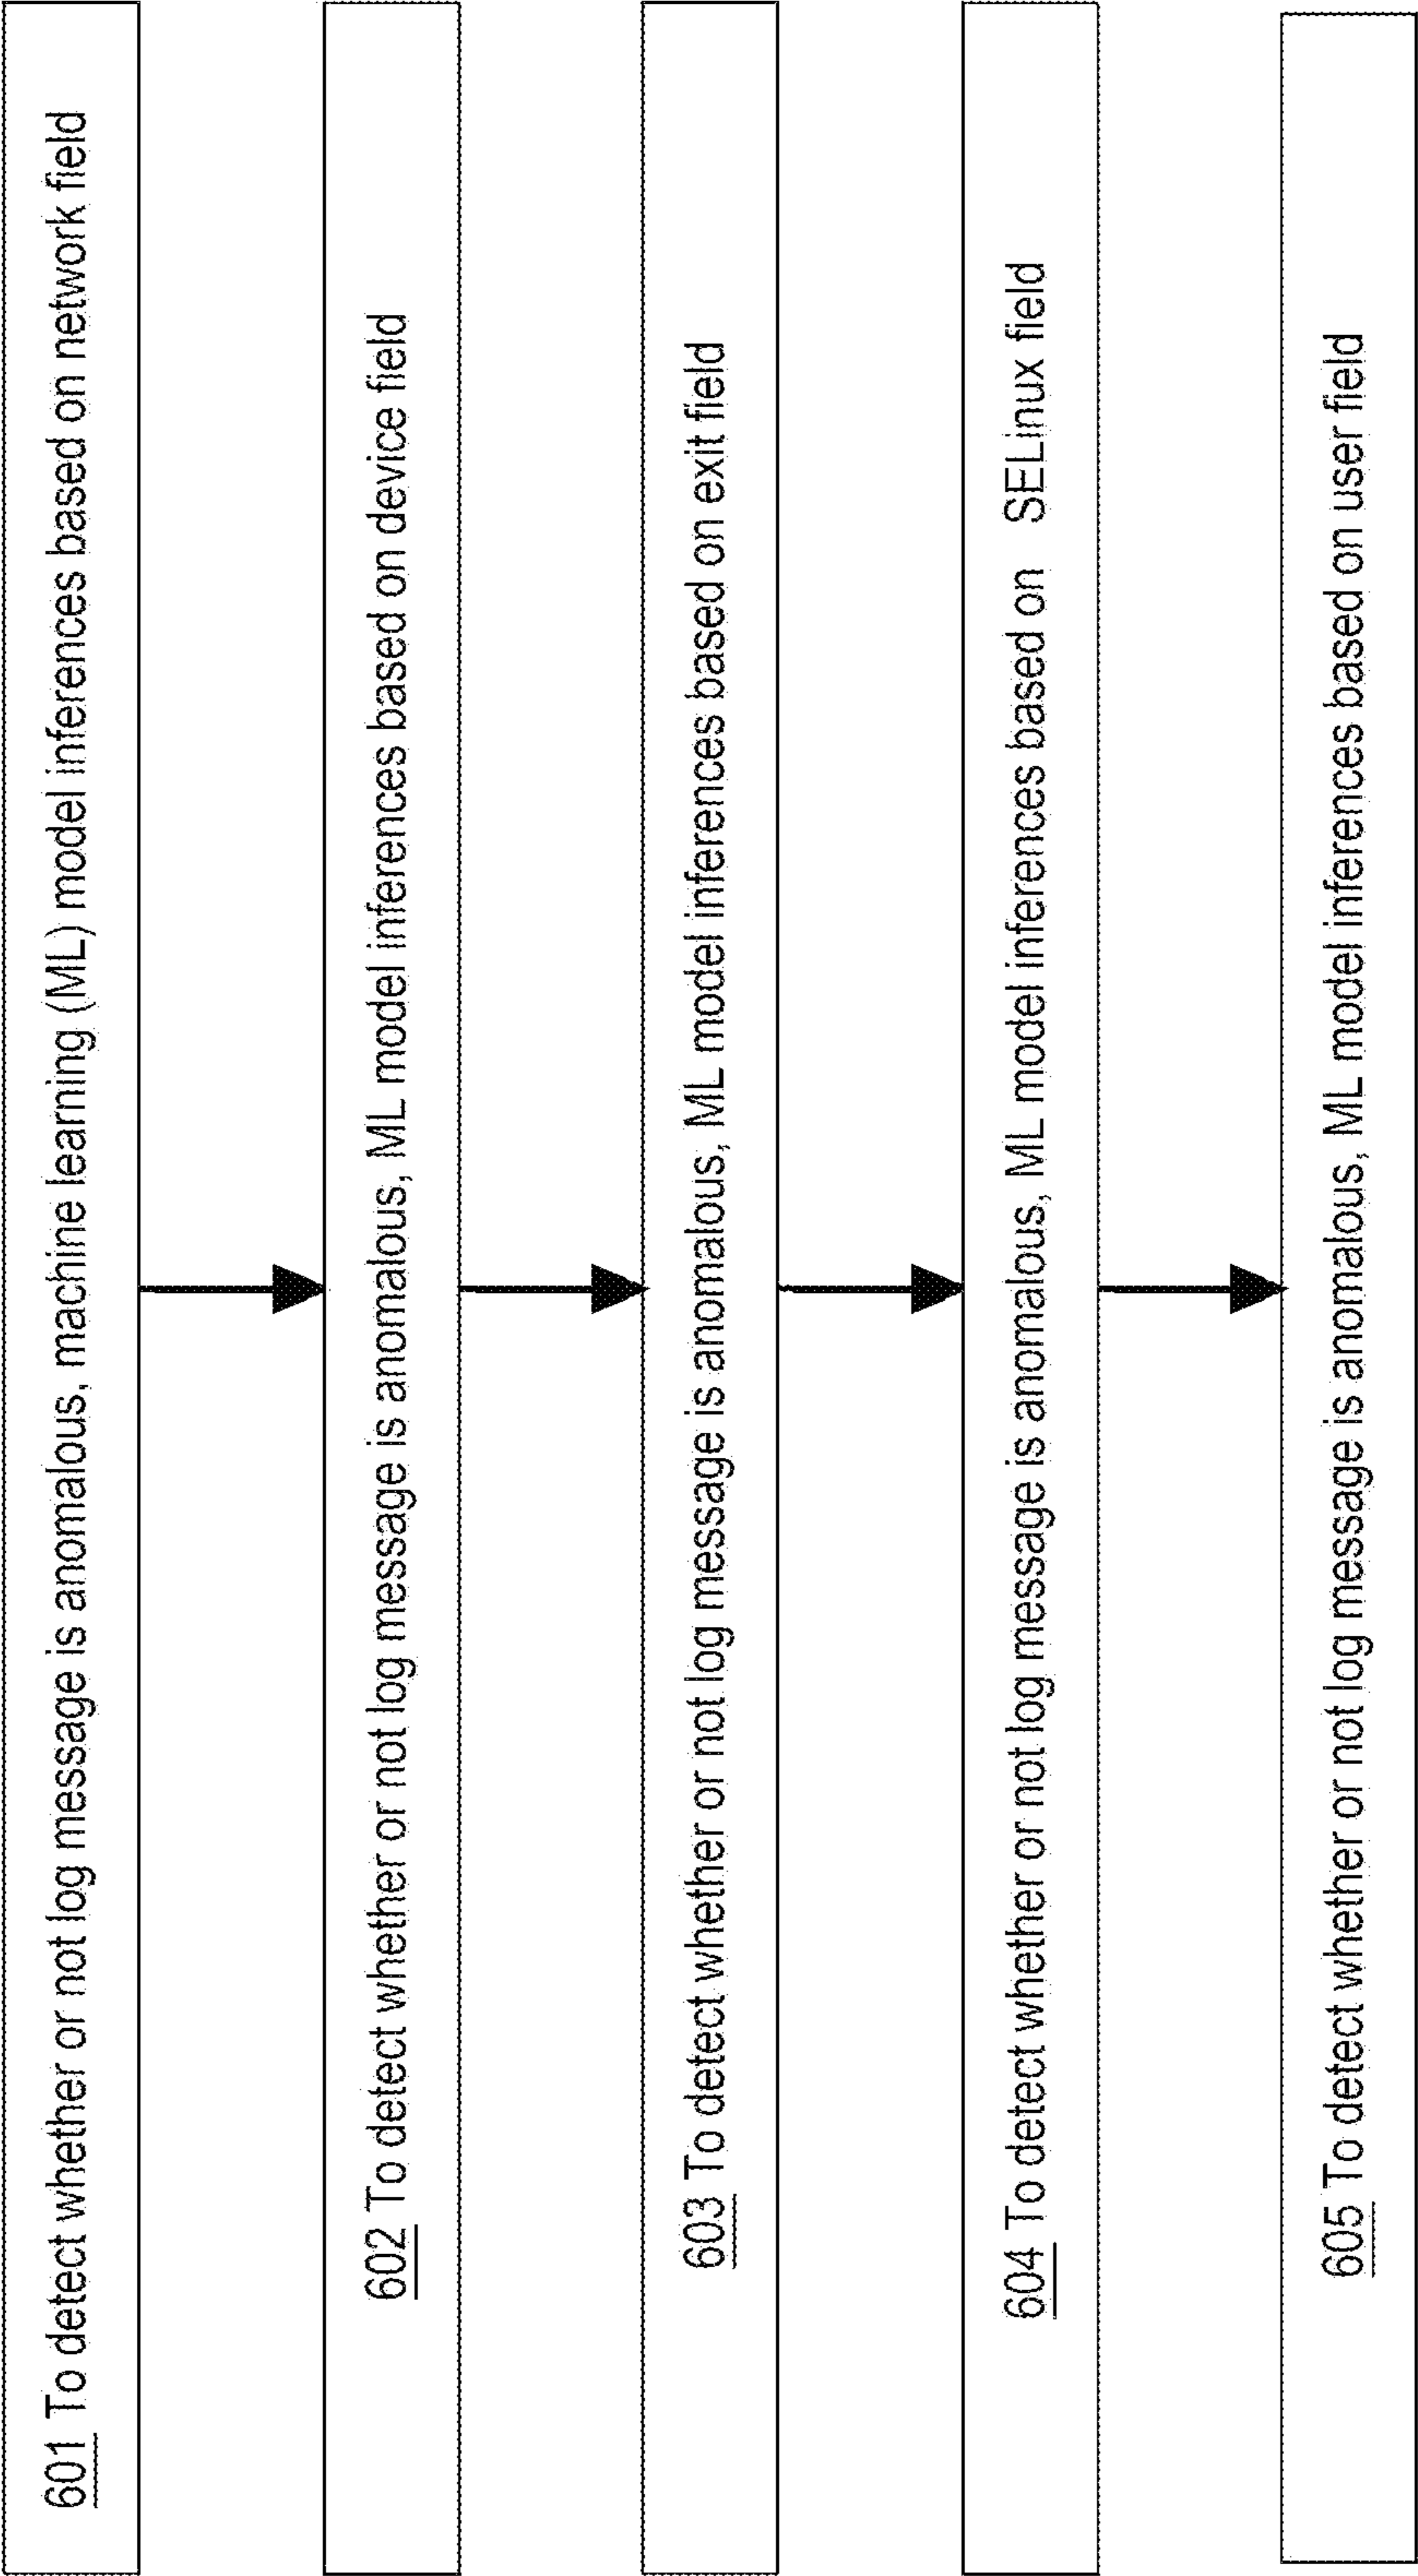 601 To detect whether or not log message is anomalous, machine learning (ML) model inferences based on network field
602 To detect whether or not log message is anomalous, ML model inferences based on device field
603 To detect whether or not log message is anomalous, ML model inferences based on exit field
604 To detect whether or not log message is anomalous, ML model inferences based on SELinux field
605 To detect whether or not log message is anomalous, ML model inferences based on user field